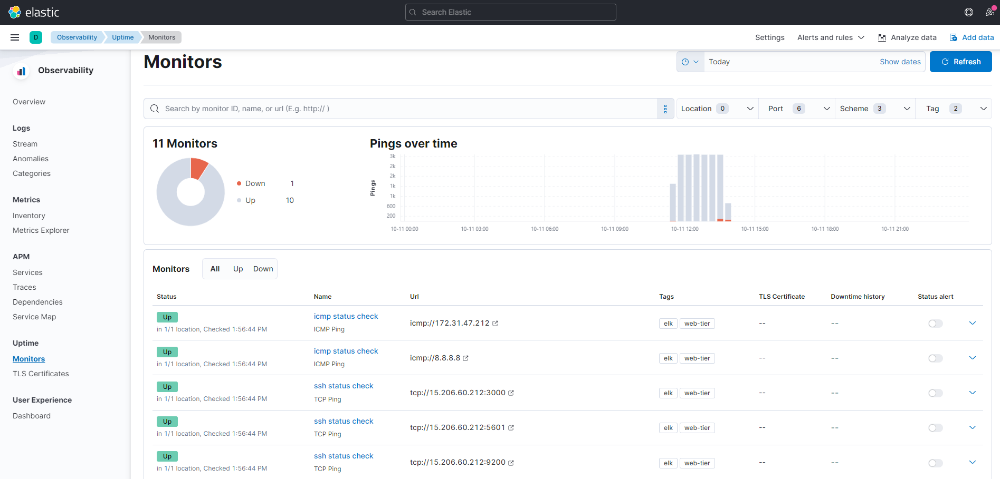 elastic
Search Elastic
D Observability Uptime Monitors Settings Alerts and rules Analyze data Add data
Observability
Overview
Logs
Stream
Anomalies
Categories
Metrics
Inventory
Metrics Explorer
APM
Services
Traces
Dependencies
Service Map
Uptime
Monitors
TLS Certificates
User Experience
Dashboard
Monitors
Today Show dates Refresh
Search by monitor ID, name, or url (E.g. http:// ) Location 0 Port 6 Scheme 3 Tag 2
11 Monitors
Down 1
Up 10
Pings over time
Pings
3k
2k
2k
1k
1k
600
200
10-11 00:00 10-11 03:00 10-11 06:00 10-11 09:00 10-11 12:00 10-11 15:00 10-11 18:00 10-11 21:00
Monitors All Up Down
Status Name Url Tags TLS Certificate Downtime history Status alert
Up icmp status check icmp://172.31.47.212 elk web-tier -- --
in 1/1 location, Checked 1:56:44 PM ICMP Ping
Up icmp status check icmp://8.8.8.8 elk web-tier -- --
in 1/1 location, Checked 1:56:44 PM ICMP Ping
Up ssh status check tcp://15.206.60.212:3000 elk web-tier -- --
in 1/1 location, Checked 1:56:44 PM TCP Ping
Up ssh status check tcp://15.206.60.212:5601 elk web-tier -- --
in 1/1 location, Checked 1:56:44 PM TCP Ping
Up ssh status check tcp://15.206.60.212:9200 elk web-tier -- --
in 1/1 location, Checked 1:56:44 PM TCP Ping